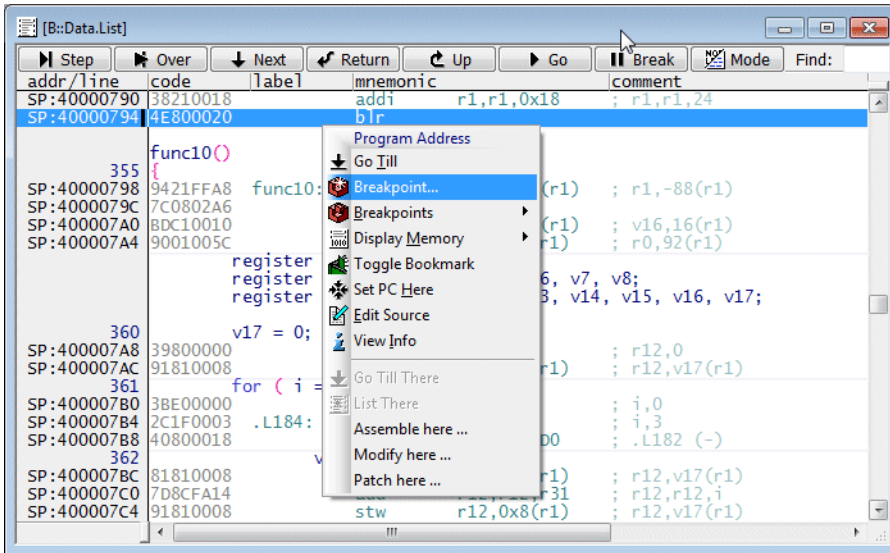 [B::Data.List]
Step Over Next Return Up Go Break Mode Find:
addr/line code label mnemonic comment
SP:40000790 38210018 addi r1,r1,0x18 ; r1,r1,24
SP:40000794 4E800020 blr
Program Address
func10()
Go Till
355 {
SP:40000798 9421FFA8 func10: Breakpoint... (r1) ; r1,-88(r1)
SP:4000079C 7C0802A6 Breakpoints
SP:400007A0 BDC10010 (r1) ; v16,16(r1)
SP:400007A4 9001005C Display Memory r1) ; r0,92(r1)
register Toggle Bookmark
register 6, v7, v8;
register Set PC Here 3, v14, v15, v16, v17;
Edit Source
360 v17 = 0;
View Info
SP:400007A8 39800000 ; r12,0
SP:400007AC 91810008 r1) ; r12,v17(r1)
361 for ( i = Go Till There
SP:400007B0 3BE00000 List There ; i,0
SP:400007B4 2C1F0003 .L184: ; i,3
Assemble here ...
SP:400007B8 40800018 D0 ; .L182 (-)
362 v Modify here ...
SP:400007BC 81810008 r1) ; r12,v17(r1)
Patch here ...
SP:400007C0 7D8CFA14 r31 ; r12,r12,i
SP:400007C4 91810008 stw r12,0x8(r1) ; r12,v17(r1)